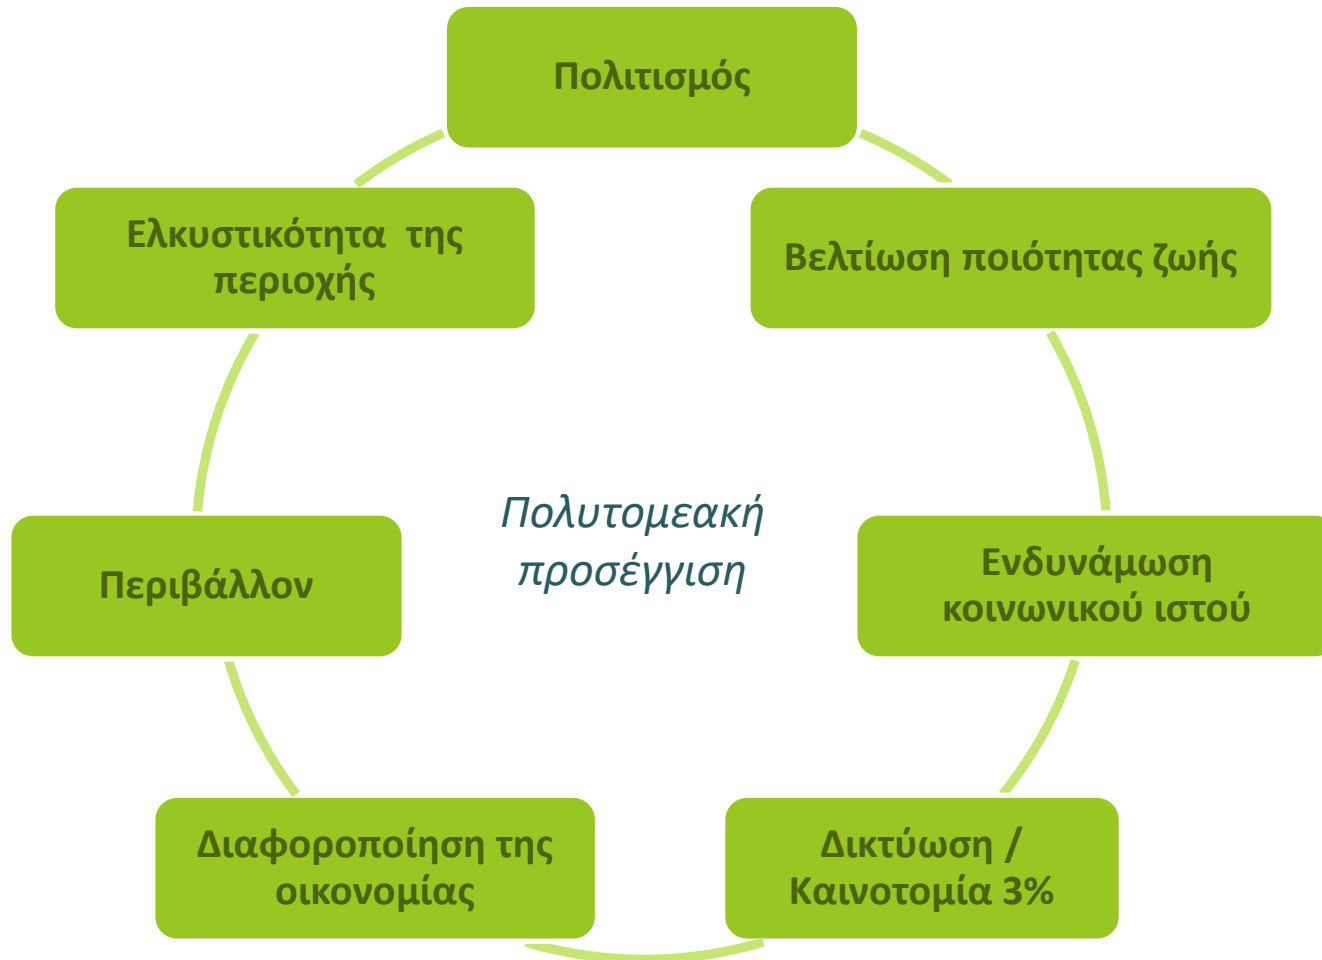 Πολιτισμός
Ελκυστικότητα της
περιοχής
Βελτίωση ποιότητας ζωής
Πολυτομεακή
προσέγγιση
Περιβάλλον
Ενδυνάμωση
κοινωνικού ιστού
Διαφοροποίηση της
οικονομίας
Δικτύωση /
Καινοτομία 3%